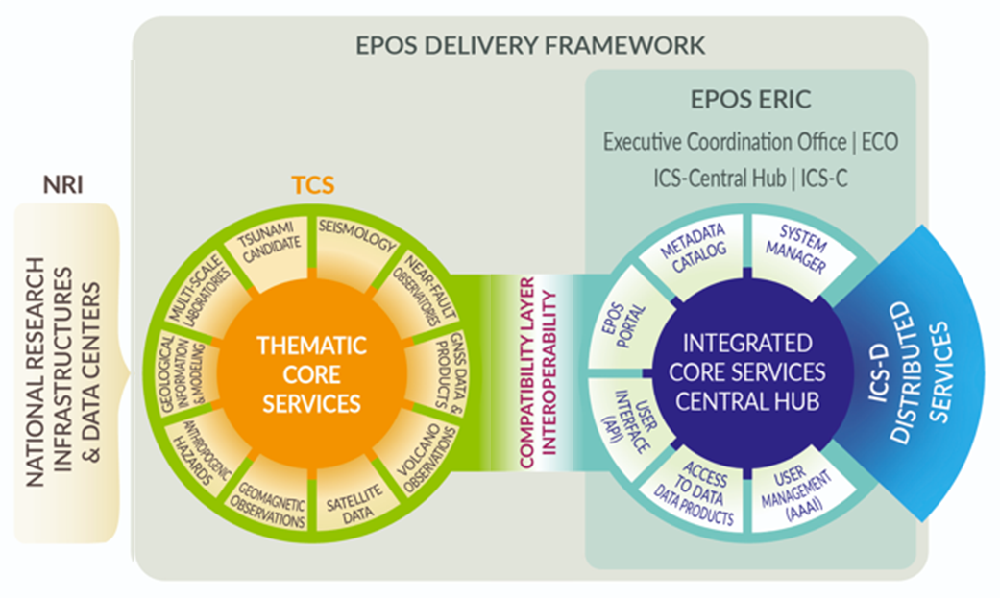 EPOS DELIVERY FRAMEWORK
EPOS ERIC
Executive Coordination Office | ECO
ICS-Central Hub | ICS-C
NRI
NATIONAL RESEARCH
INFRASTRUCTURES
& DATA CENTERS
TCS
THEMATIC
CORE
SERVICES
SEISMOLOGY
NEAR-FAULT
OBSERVATORIES
GNSS DATA &
PRODUCTS
VOLCANO
OBSERVATIONS
SATELLITE
DATA
GEOMAGNETIC
OBSERVATIONS
ANTHROPOGENIC
HAZARDS
GEOLOGICAL
INFORMATION
& MODELING
MULTI-SCALE
LABORATORIES
TSUNAMI
CANDIDATE
COMPATIBILITY LAYER
INTEROPERABILITY
INTEGRATED
CORE SERVICES
CENTRAL HUB
SYSTEM
MANAGER
METADATA
CATALOG
EPOS
PORTAL
USER
INTERFACE
(API)
ACCESS
TO DATA
DATA PRODUCTS
USER
MANAGEMENT
(AAAI)
ICS-D
DISTRIBUTED
SERVICES